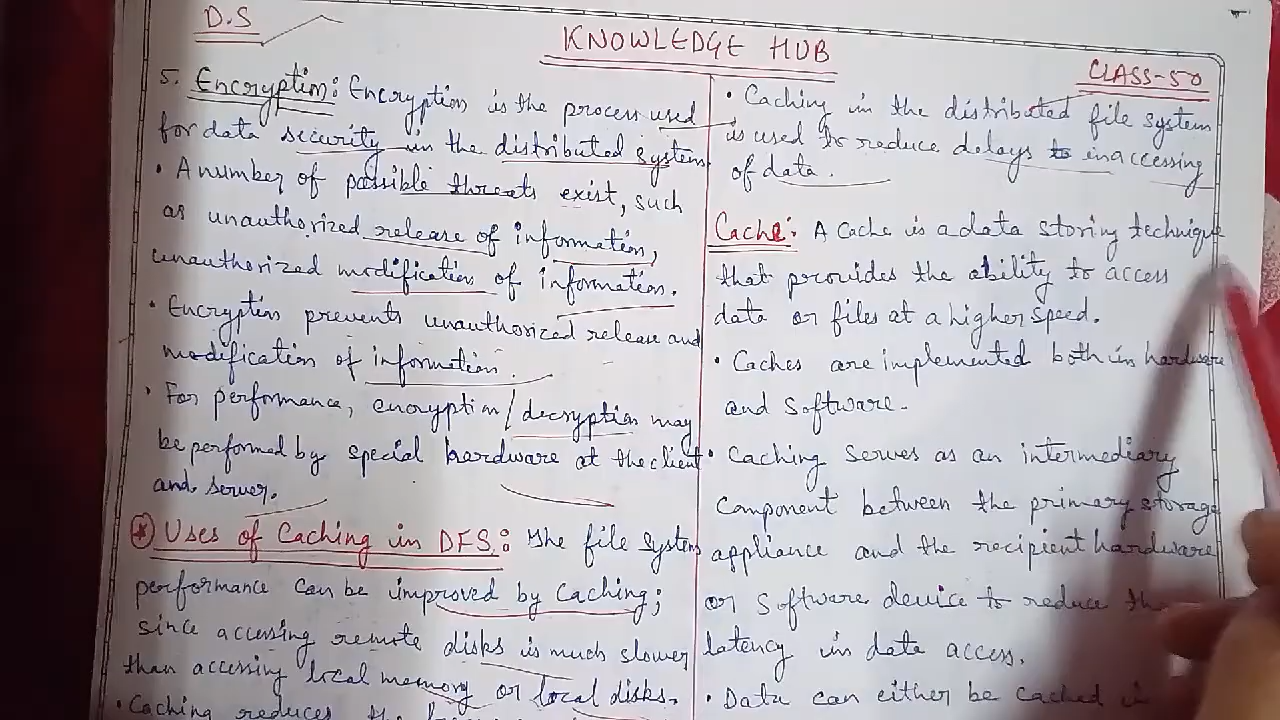 D.S
KNOWLEDGE HUB
CLASS-50
5. Encryption: Encryption is the process used
for data security in the distributed system
• A number of possible threats exist, such
as unauthorized release of information,
unauthorized modification of information.
• Encryption prevents unauthorized release and
modification of information.
• For performance, encryption/decryption may
be performed by special hardware at the client
and server.
* Uses of Caching in DFS: The file system
performance can be improved by caching;
since accessing remote disks is much slower
than accessing local memory or local disks.
• Caching reduces the
• Caching in the distributed file system
is used to reduce delays in accessing
of data.
Cache: A cache is a data storing technique
that provides the ability to access
data or files at a higher speed.
• Caches are implemented both in hardware
and software.
• Caching serves as an intermediary
component between the primary storage
appliance and the recipient hardware
or software device to reduce the
latency in data access.
• Data can either be cached in